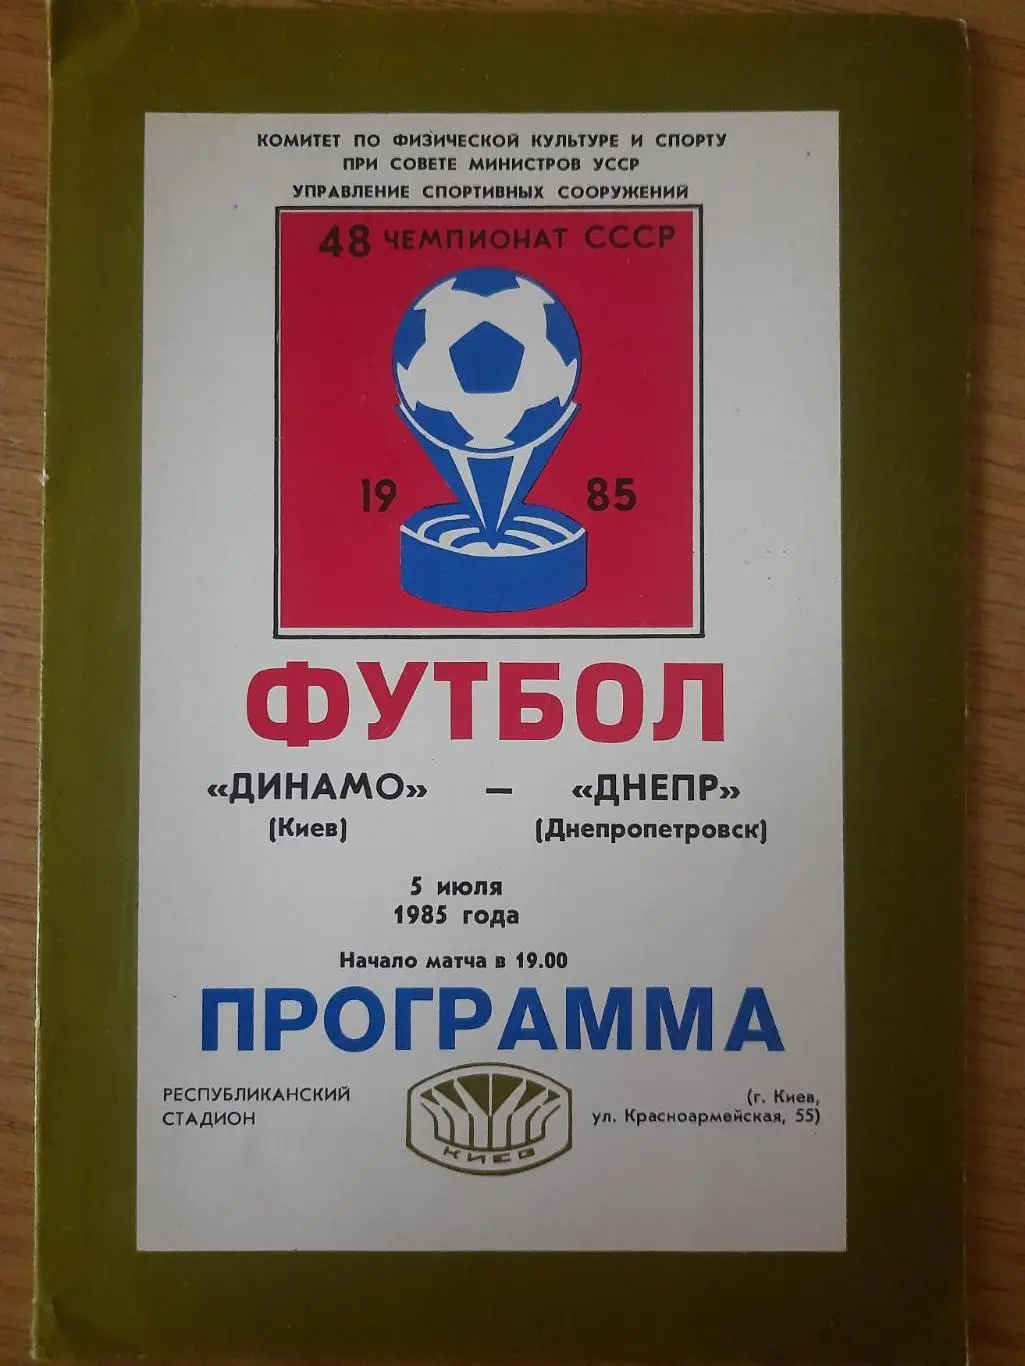 КОМИТЕТ ПО ФИЗИЧЕСКОЙ КУЛЬТУРЕ И СПОРТУ
ПРИ СОВЕТЕ МИНИСТРОВ УССР
УПРАВЛЕНИЕ СПОРТИВНЫХ СООРУЖЕНИЙ
48 ЧЕМПИОНАТ СССР
19 85
ФУТБОЛ
«ДИНАМО» — «ДНЕПР»
(Киев) (Днепропетровск)
5 июля
1985 года
Начало матча в 19.00
ПРОГРАММА
РЕСПУБЛИКАНСКИЙ
СТАДИОН
КИЕВ
(г. Киев,
ул. Красноармейская, 55)